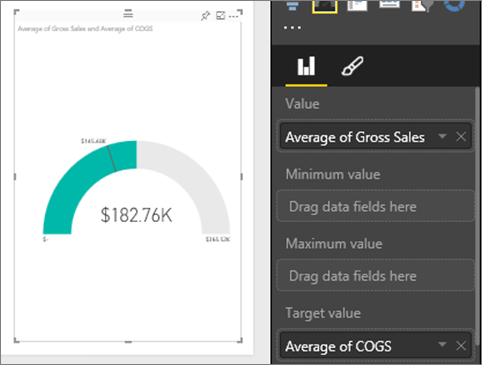 Average of Gross Sales and Average of COGS
$145.48K
$182.76K
$-
$365.52K
Value
Average of Gross Sales
Minimum value
Drag data fields here
Maximum value
Drag data fields here
Target value
Average of COGS